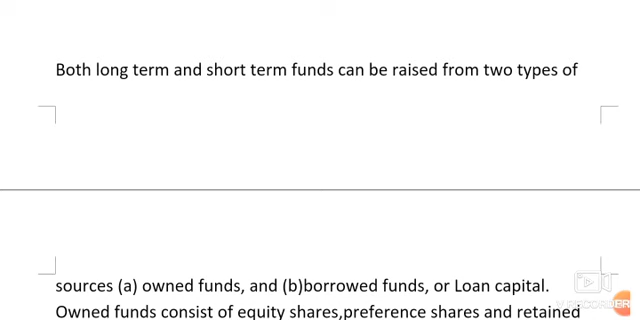 Both long term and short term funds can be raised from two types of
sources (a) owned funds, and (b)borrowed funds, or Loan capital.
V RECORDER
Owned funds consist of equity shares,preference shares and retained